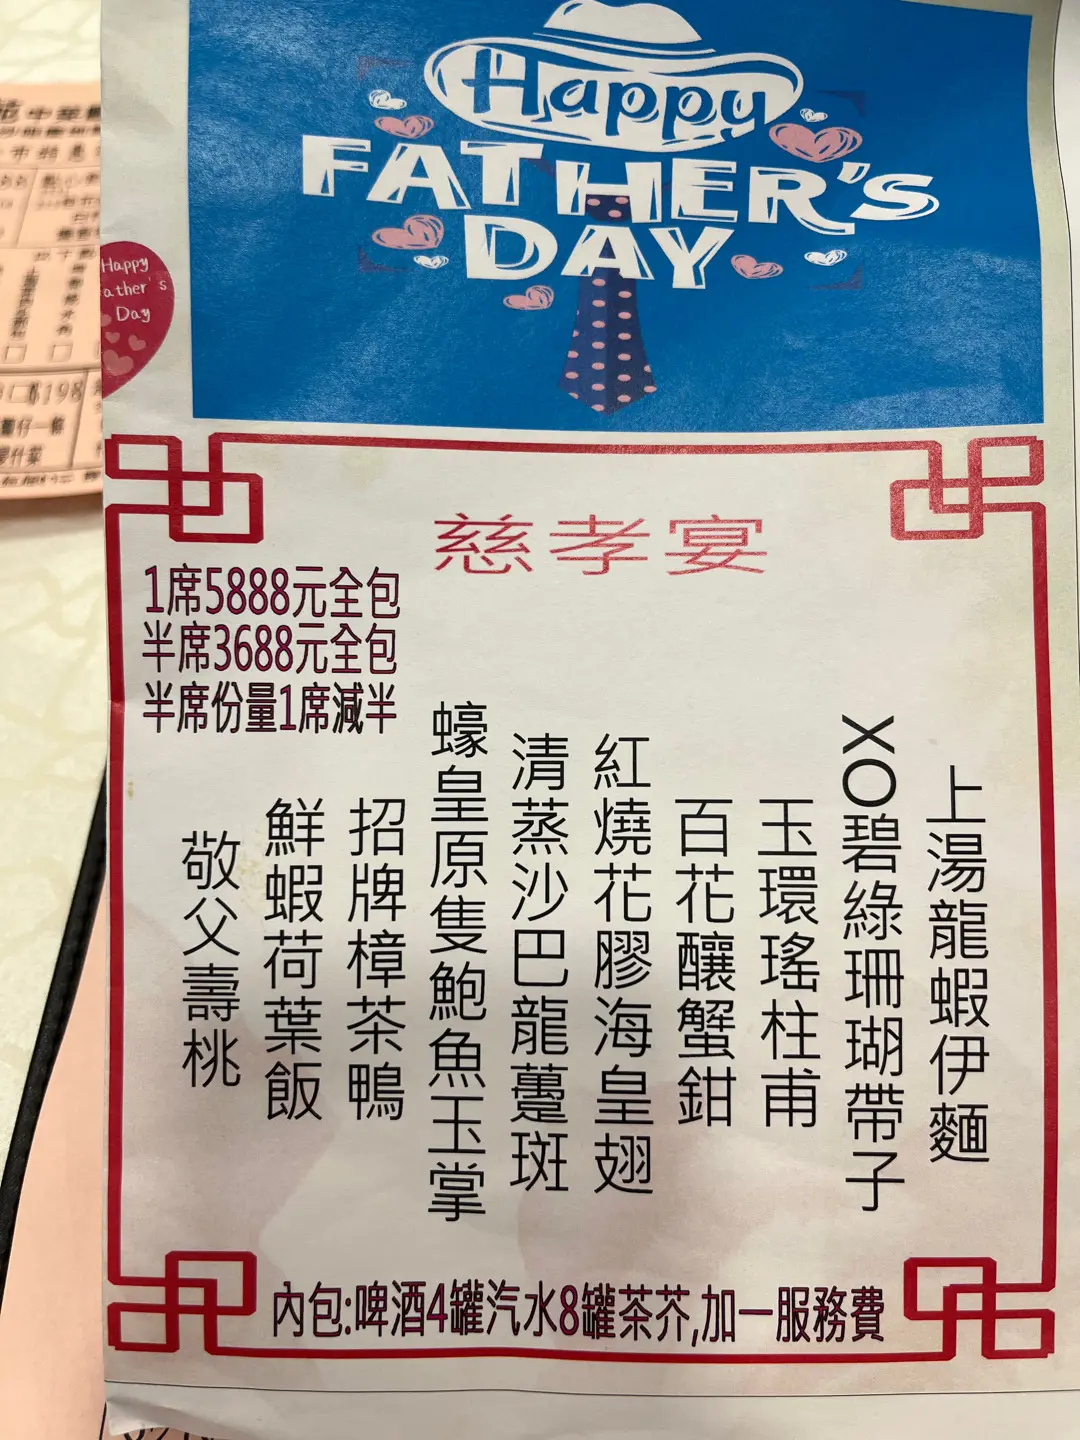 Happy
FATHER'S
DAY
Happy
ather's
Day
慈孝宴
1席5888元全包
半席3688元全包
半席份量1席減半
上湯龍蝦伊麵
XO碧綠珊瑚帶子
玉環瑤柱甫
百花釀蟹鉗
紅燒花膠海皇翅
清蒸沙巴龍躉斑
蠔皇原隻鮑魚玉掌
招牌樟茶鴨
鮮蝦荷葉飯
敬父壽桃
內包:啤酒4罐汽水8罐茶芥,加一服務費